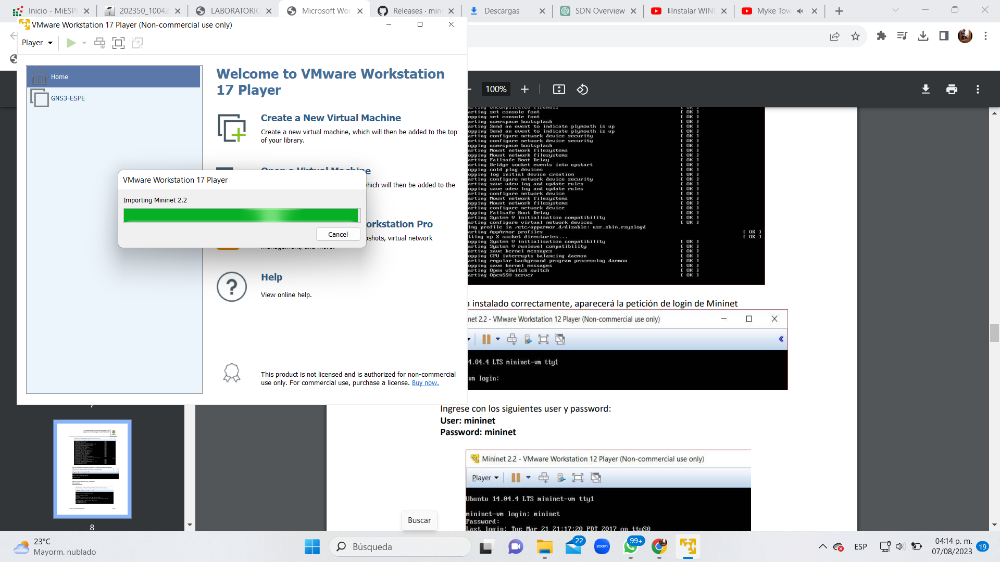 Inicio - MiESPE
202350_10042
LABORATORIO
Microsoft Wor
Releases · mini
Descargas
SDN Overview
Instalar WIND
Myke Tow
VMware Workstation 17 Player (Non-commercial use only)
Player
Home
GNS3-ESPE
Welcome to VMware Workstation
17 Player
Create a New Virtual Machine
Create a new virtual machine, which will then be added to the top
of your library.
Open a Virtual Machine
which will then be added to the
VMware Workstation 17 Player
Importing Mininet 2.2
Cancel
orkstation Pro
pshots, virtual network
management, and more.
Help
View online help.
This product is not licensed and is authorized for non-commercial
use only. For commercial use, purchase a license. Buy now.
100%
arting uncomplicated firewall [ OK ]
arting set console font [ OK ]
opping set console font [ OK ]
arting userspace bootsplash [ OK ]
arting Send an event to indicate plymouth is up [ OK ]
opping Send an event to indicate plymouth is up [ OK ]
arting configure network device security [ OK ]
arting configure network device security [ OK ]
opping userspace bootsplash [ OK ]
arting Mount network filesystems [ OK ]
opping Mount network filesystems [ OK ]
arting Failsafe Boot Delay [ OK ]
arting Bridge socket events into upstart [ OK ]
opping cold plug devices [ OK ]
opping log initial device creation [ OK ]
arting configure network device security [ OK ]
arting save udev log and update rules [ OK ]
opping save udev log and update rules [ OK ]
arting configure network device [ OK ]
arting Mount network filesystems [ OK ]
opping Mount network filesystems [ OK ]
arting configure network device [ OK ]
opping Failsafe Boot Delay [ OK ]
arting System V initialisation compatibility [ OK ]
arting configure virtual network devices [ OK ]
ing profile in /etc/apparmor.d/disable: usr.sbin.rsyslogd
arting AppArmor profiles [ OK ]
tting up X socket directories... [ OK ]
opping System V initialisation compatibility [ OK ]
arting System V runlevel compatibility [ OK ]
arting save kernel messages [ OK ]
opping CPU interrupts balancing daemon [ OK ]
arting regular background program processing daemon [ OK ]
opping save kernel messages [ OK ]
arting Open vSwitch switch [ OK ]
arting OpenSSH server [ OK ]
a instalado correctamente, aparecerá la petición de login de Mininet
net 2.2 - VMware Workstation 12 Player (Non-commercial use only)
4.04.4 LTS mininet-vm tty1
vm login:
Ingrese con los siguientes user y password:
User: mininet
Password: mininet
Mininet 2.2 - VMware Workstation 12 Player (Non-commercial use only)
Player
Ubuntu 14.04.4 LTS mininet-vm tty1
mininet-vm login: mininet
Password:
Last login: Tue Mar 21 21:17:20 PDT 2017 on ttyS0
8
Buscar
23°C
Mayorm. nublado
Búsqueda
22
zoom
99+
ESP
04:14 p. m.
07/08/2023
19